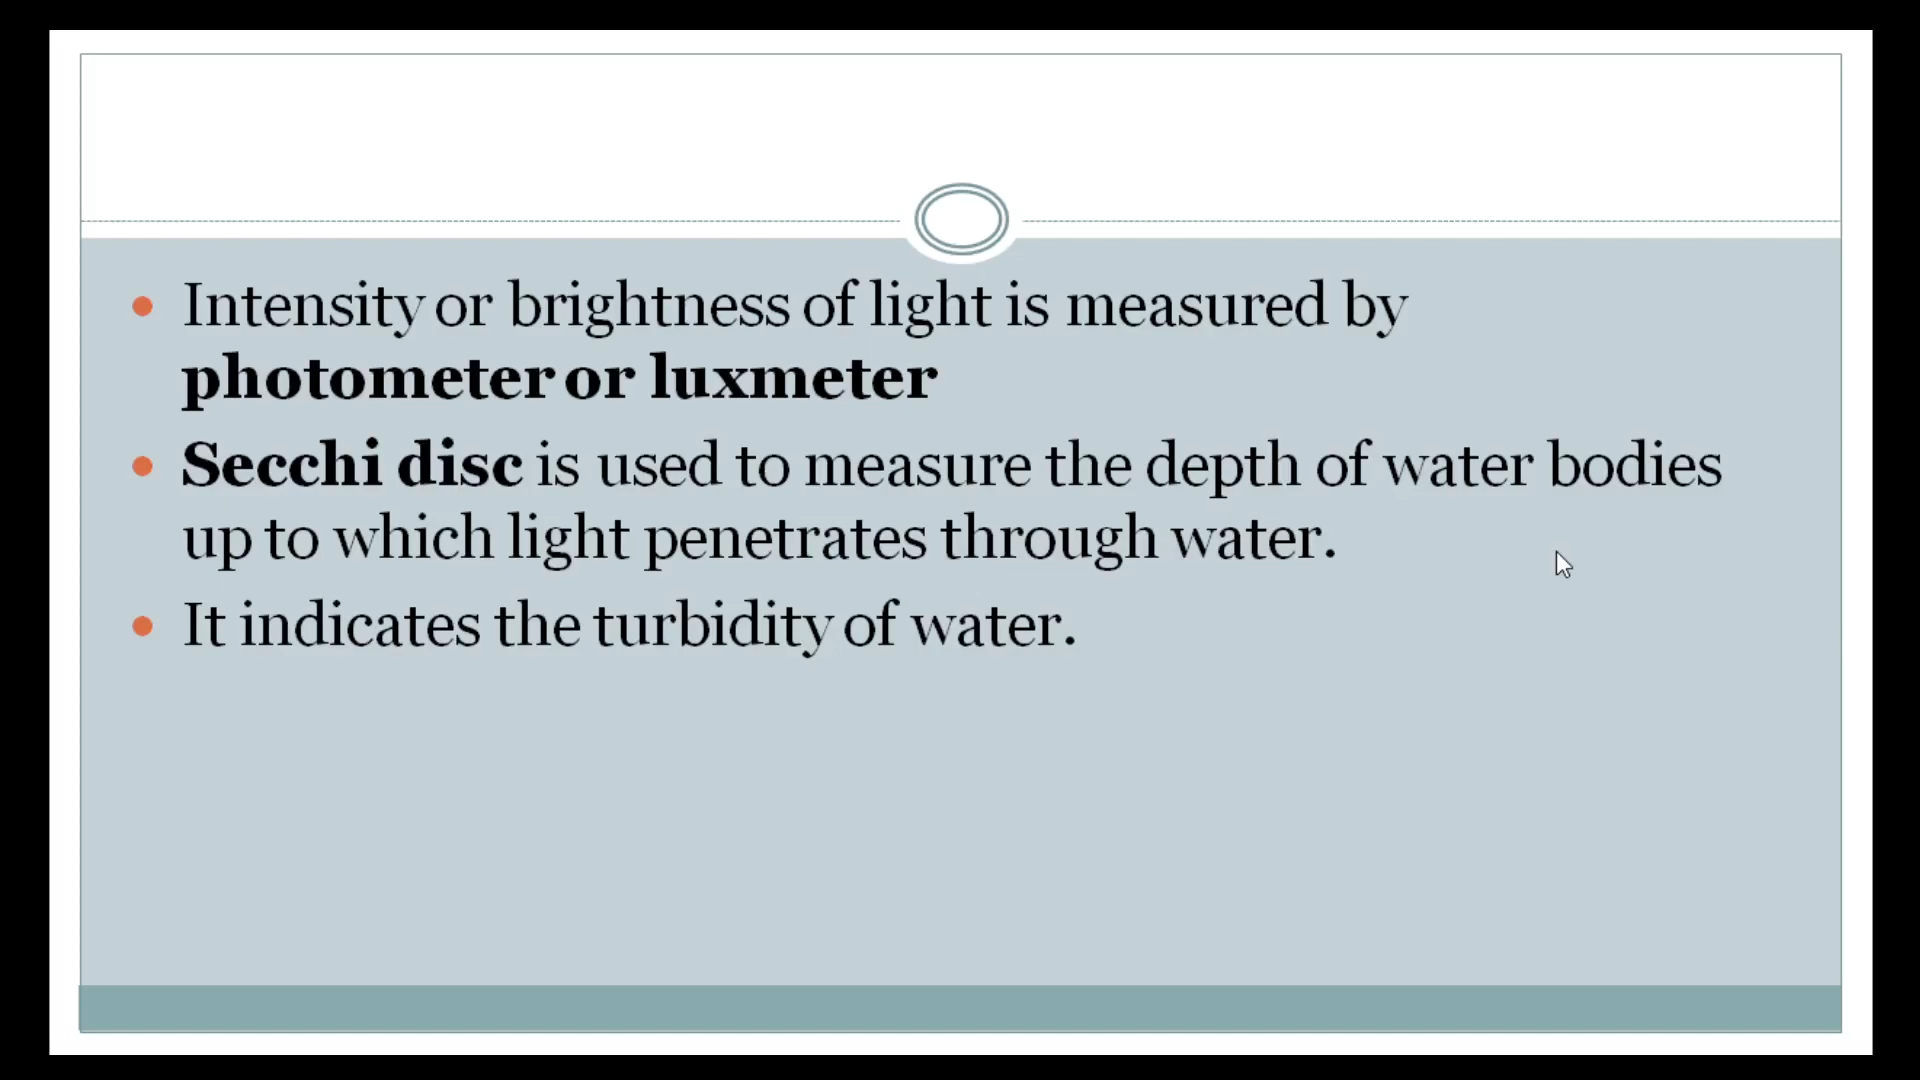 Intensity or brightness of light is measured by
photometer or luxmeter
Secchi disc is used to measure the depth of water bodies
up to which light penetrates through water.
It indicates the turbidity of water.